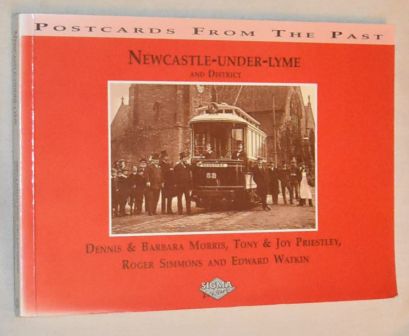 POSTCARDS FROM THE PAST
NEWCASTLE-UNDER-LYME
AND DISTRICT
DENNIS & BARBARA MORRIS, TONY & JOY PRIESTLEY,
ROGER SIMMONS AND EDWARD WATKIN
SIGMA